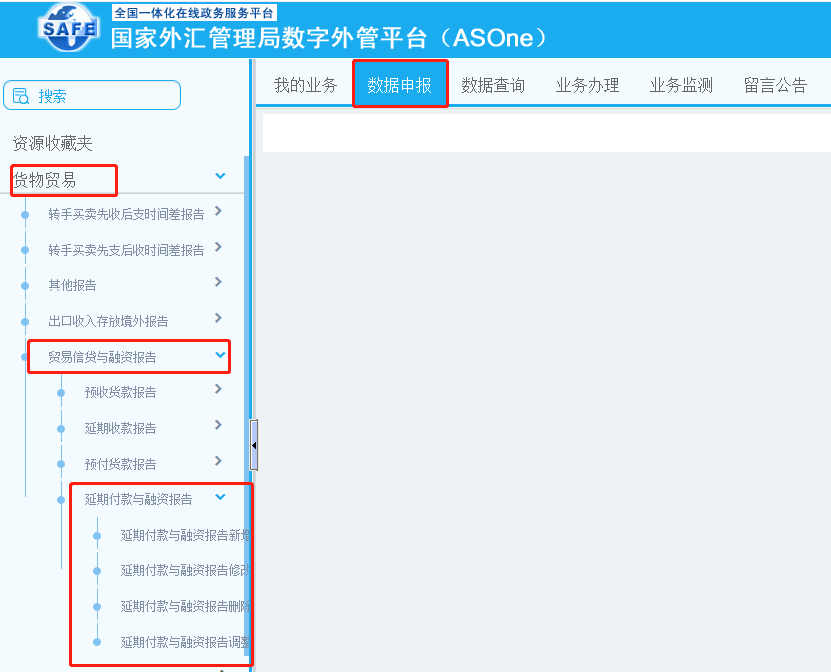 SAFE
全国一体化在线政务服务平台
国家外汇管理局数字外管平台（ASOne）
我的业务 数据申报 数据查询 业务办理 业务监测 留言公告
搜索
资源收藏夹
货物贸易
转手买卖先收后支时间差报告
转手买卖先支后收时间差报告
其他报告
出口收入存放境外报告
贸易信贷与融资报告
预收货款报告
延期收款报告
预付货款报告
延期付款与融资报告
延期付款与融资报告新增
延期付款与融资报告修改
延期付款与融资报告删除
延期付款与融资报告调整